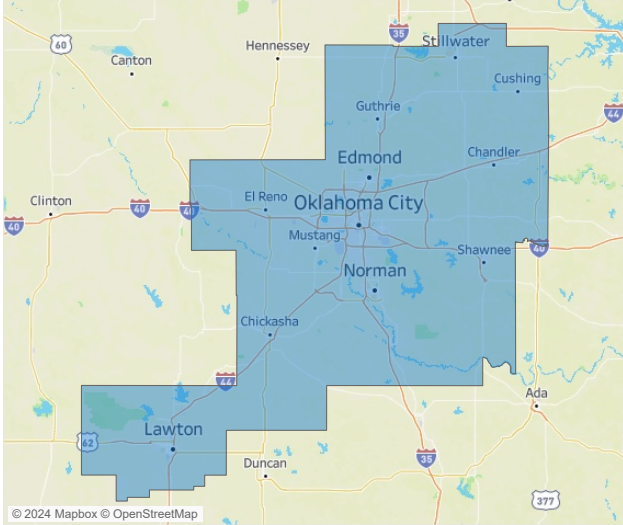 35
Stillwater
60
Hennessey
Canton
Cushing
Guthrie
44
Chandler
Edmond
Clinton
40
40
El Reno
Oklahoma City
40
Mustang
Shawnee
40
Norman
Chickasha
44
Ada
62
Lawton
Duncan
35
377
© 2024 Mapbox © OpenStreetMap